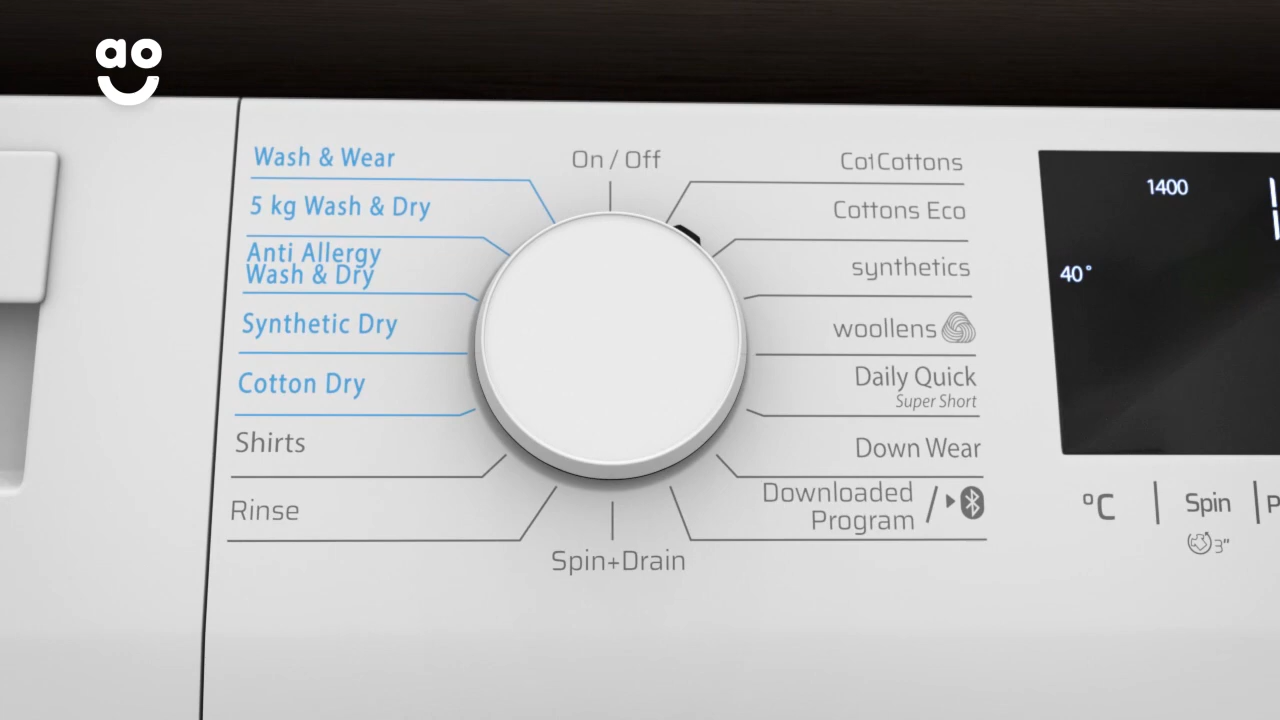 ao
Wash & Wear
5 kg Wash & Dry
Anti Allergy
Wash & Dry
Synthetic Dry
Cotton Dry
Shirts
Rinse
On / Off
Spin+Drain
CotCottons
Cottons Eco
synthetics
woollens
Daily Quick
Super Short
Down Wear
Downloaded
Program /
1400
40°
°C | Spin | P
3"